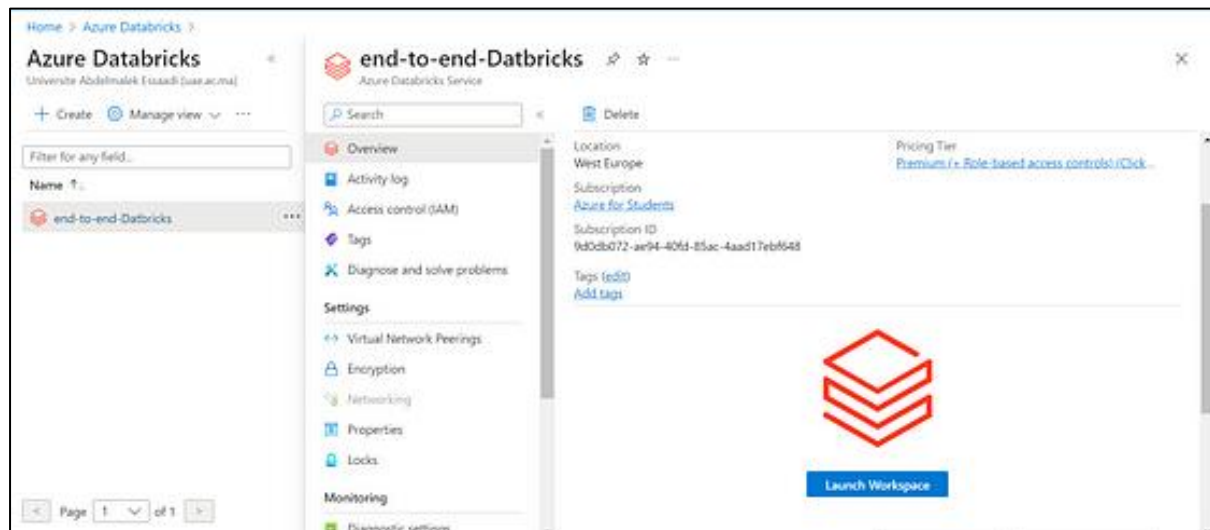 Home > Azure Databricks >
Azure Databricks
Universite Abdelmalek Essaadi (uae.ac.ma)
+ Create Manage view ...
Filter for any field...
Name ↑↓
end-to-end-Datbricks ...
< Page 1 of 1 >
end-to-end-Datbricks ...
Azure Databricks Service
Search
Overview
Activity log
Access control (IAM)
Tags
Diagnose and solve problems
Settings
Virtual Network Peerings
Encryption
Networking
Properties
Locks
Monitoring
Diagnostic settings
Delete
Location
West Europe
Subscription
Azure for Students
Subscription ID
9d0db072-ae94-40fd-85ac-4aad17ebf648
Tags (edit)
Add tags
Pricing Tier
Premium (+ Role-based access controls) (Click ...
Launch Workspace